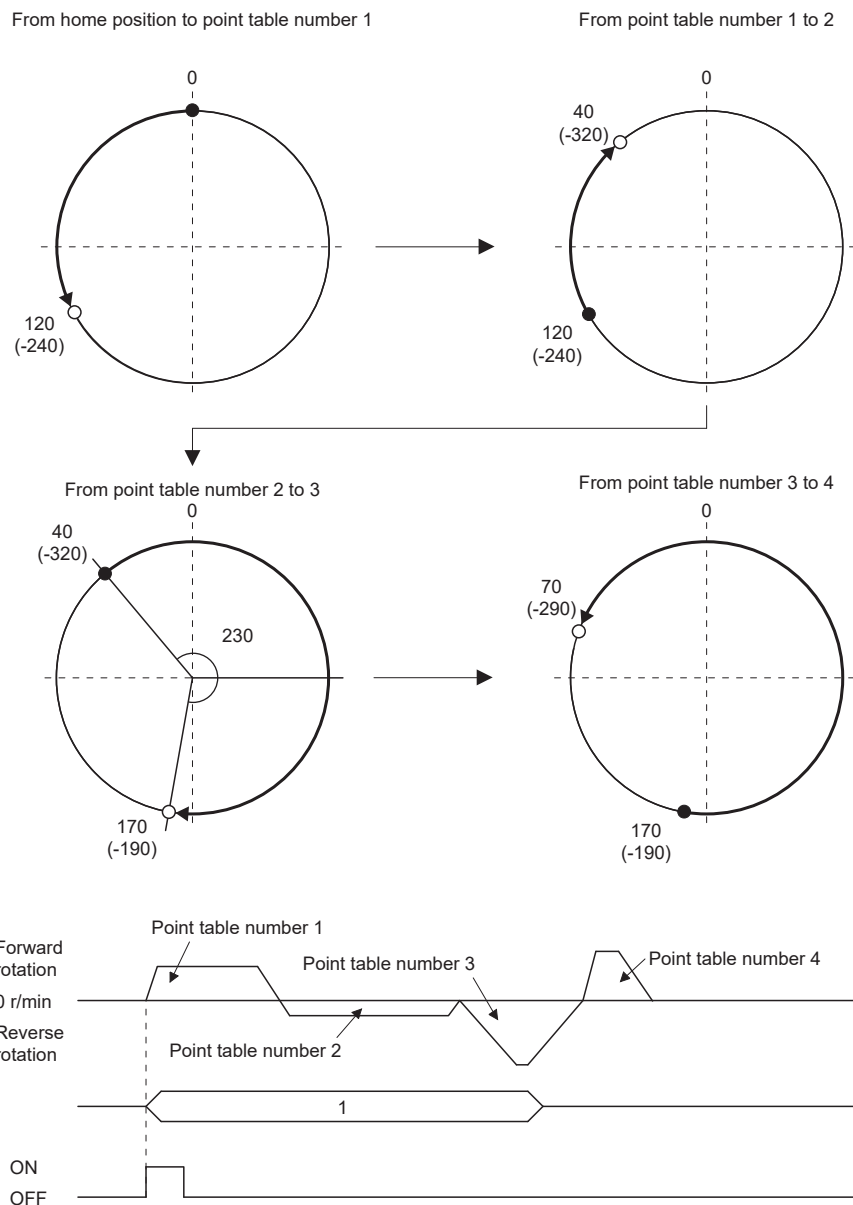 From home position to point table number 1
From point table number 1 to 2
0
0
40
(-320)
120
(-240)
120
(-240)
From point table number 2 to 3
From point table number 3 to 4
0
0
40
(-320)
230
70
(-290)
170
(-190)
170
(-190)
Forward
rotation
0 r/min
Reverse
rotation
Point table number 1
Point table number 3
Point table number 4
Point table number 2
1
ON
OFF